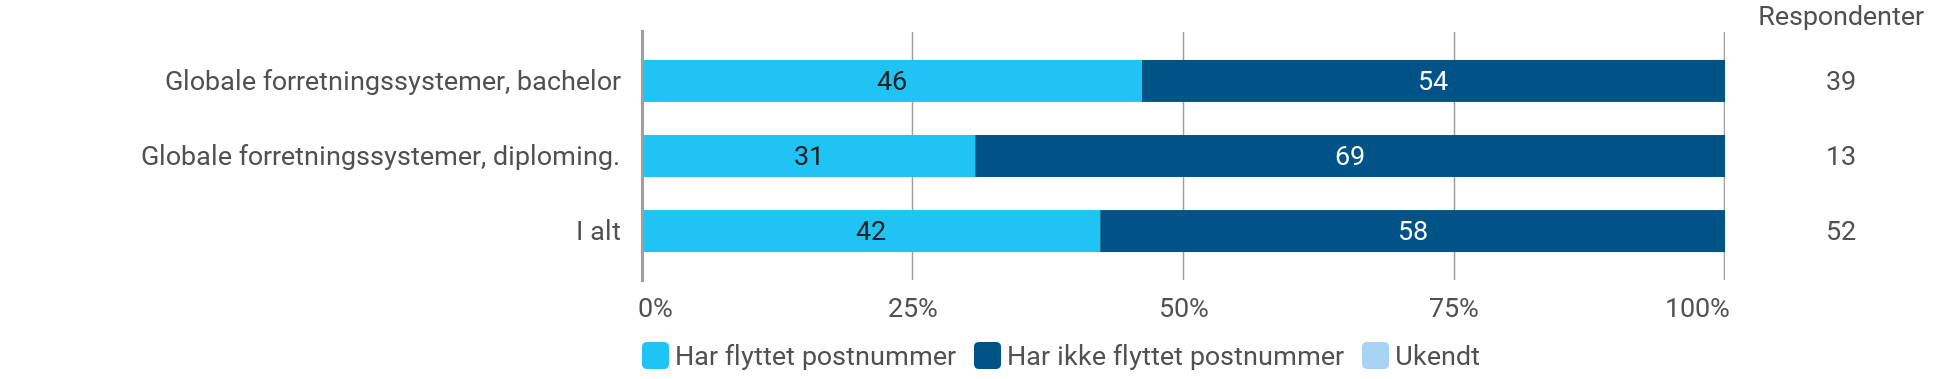 Respondenter
Globale forretningssystemer, bachelor 46 54 39
Globale forretningssystemer, diploming. 31 69 13
I alt 42 58 52
0% 25% 50% 75% 100%
Har flyttet postnummer Har ikke flyttet postnummer Ukendt